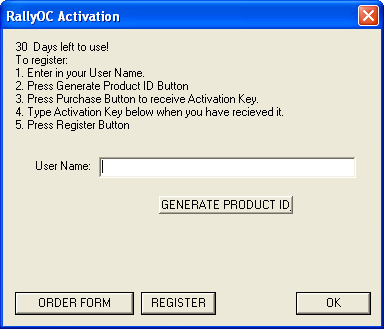 RallyOC Activation
30 Days left to use!
To register:
1. Enter in your User Name.
2. Press Generate Product ID Button
3. Press Purchase Button to receive Activation Key.
4. Type Activation Key below when you have recieved it.
5. Press Register Button
User Name:
GENERATE PRODUCT ID.
ORDER FORM REGISTER OK